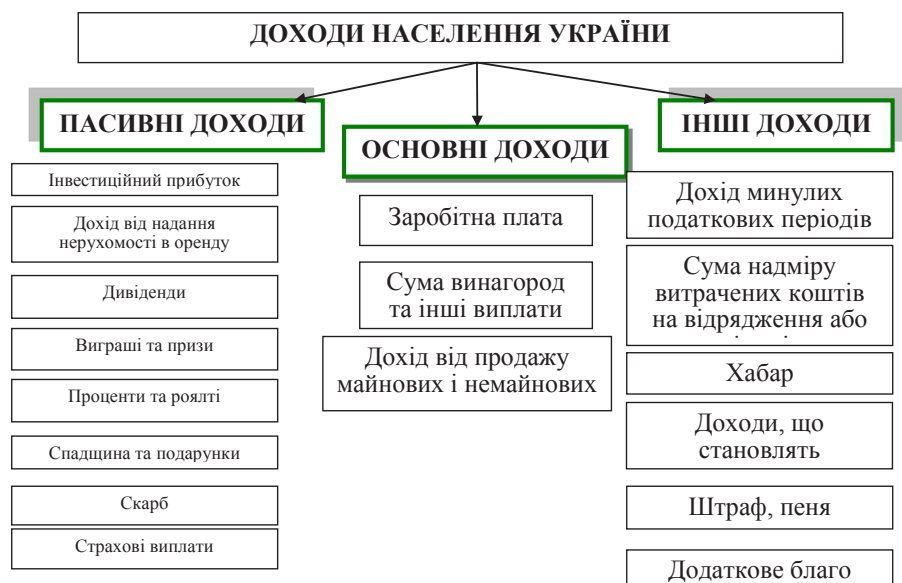 ДОХОДИ НАСЕЛЕННЯ УКРАЇНИ
ПАСИВНІ ДОХОДИ
Інвестиційний прибуток
Дохід від надання
нерухомості в оренду
Дивіденди
Виграші та призи
Проценти та роялті
Спадщина та подарунки
Скарб
Страхові виплати
ОСНОВНІ ДОХОДИ
Заробітна плата
Сума винагород
та інші виплати
Дохід від продажу
майнових і немайнових
ІНШІ ДОХОДИ
Дохід минулих
податкових періодів
Сума надміру
витрачених коштів
на відрядження або
Хабар
Доходи, що
становлять
Штраф, пеня
Додаткове благо